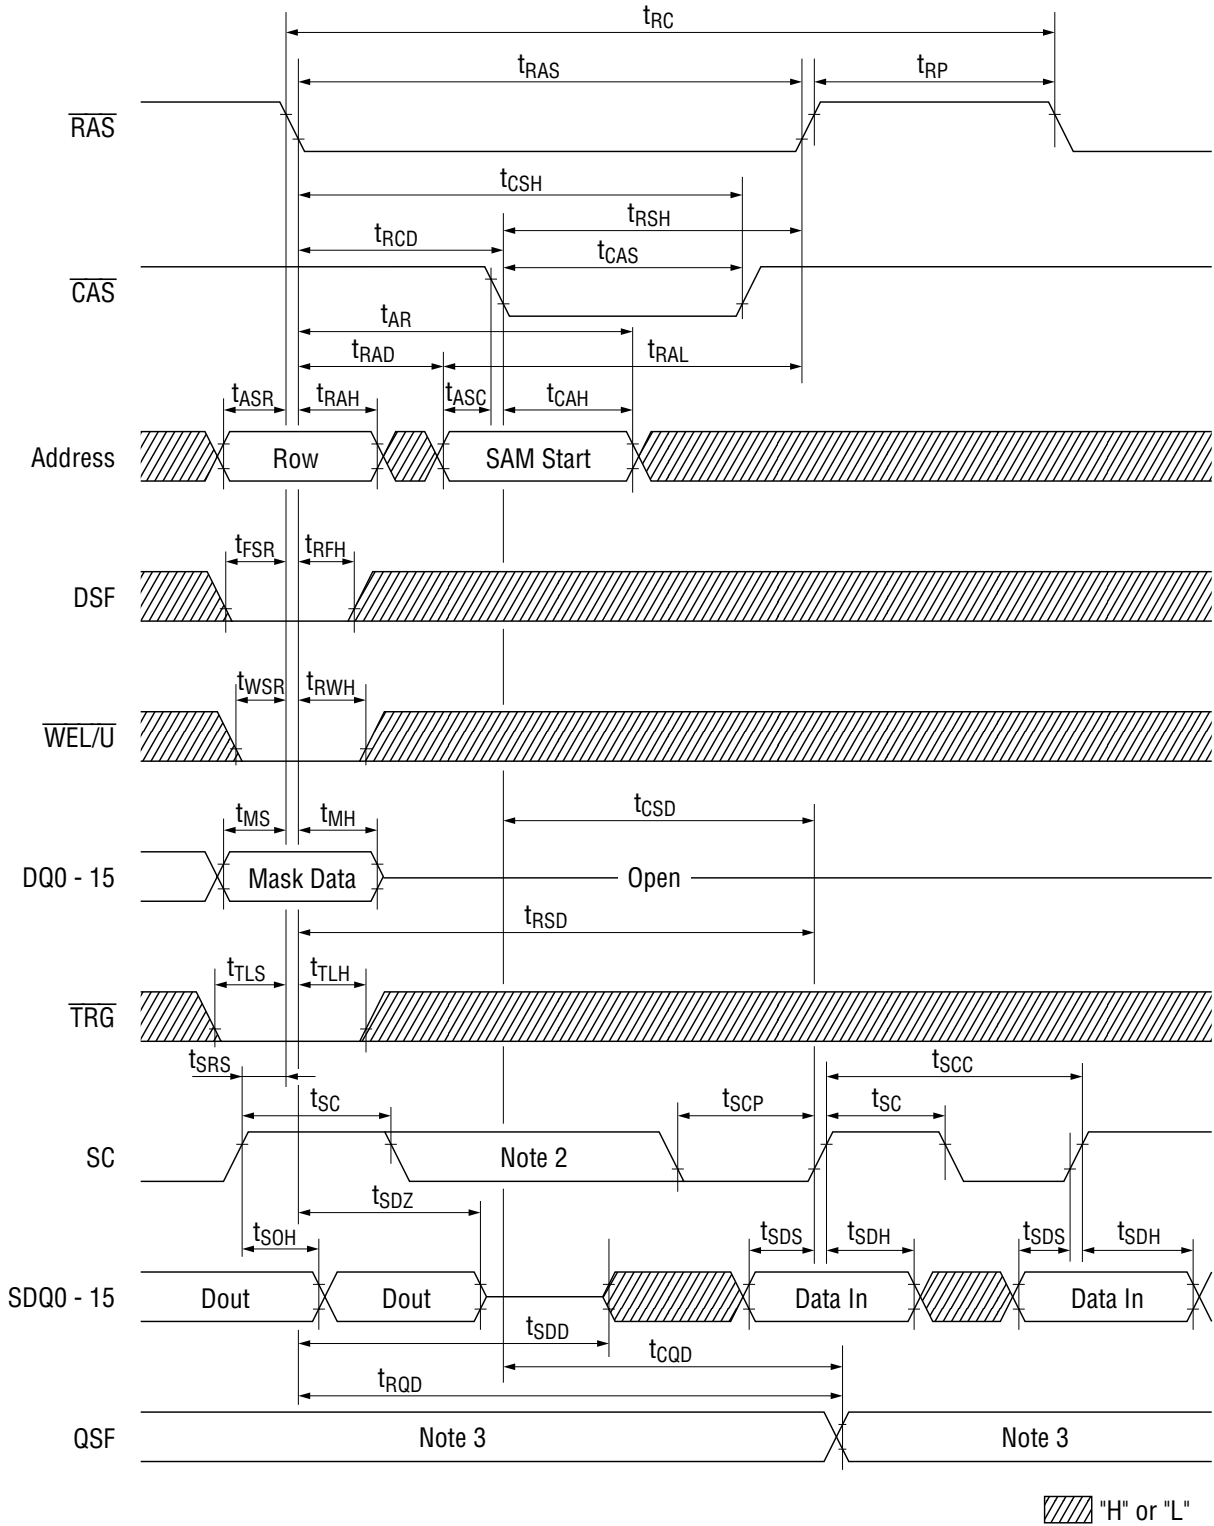 tRC
tRAS
tRP
RAS
tCSH
tRSH
tRCD
tCAS
CAS
tAR
tRAD
tRAL
tASR
tRAH
tASC
tCAH
Address
Row
SAM Start
tFSR
tRFH
DSF
tWSR
tRWH
WEL/U
tCSD
tMS
tMH
DQ0 - 15
Mask Data
Open
tRSD
tTLS
tTLH
TRG
tSRS
tSCC
tSC
tSCP
tSC
SC
Note 2
tSDZ
tSOH
tSDS
tSDH
tSDS
tSDH
SDQ0 - 15
Dout
Dout
Data In
Data In
tSDD
tCQD
tRQD
QSF
Note 3
Note 3
"H" or "L"